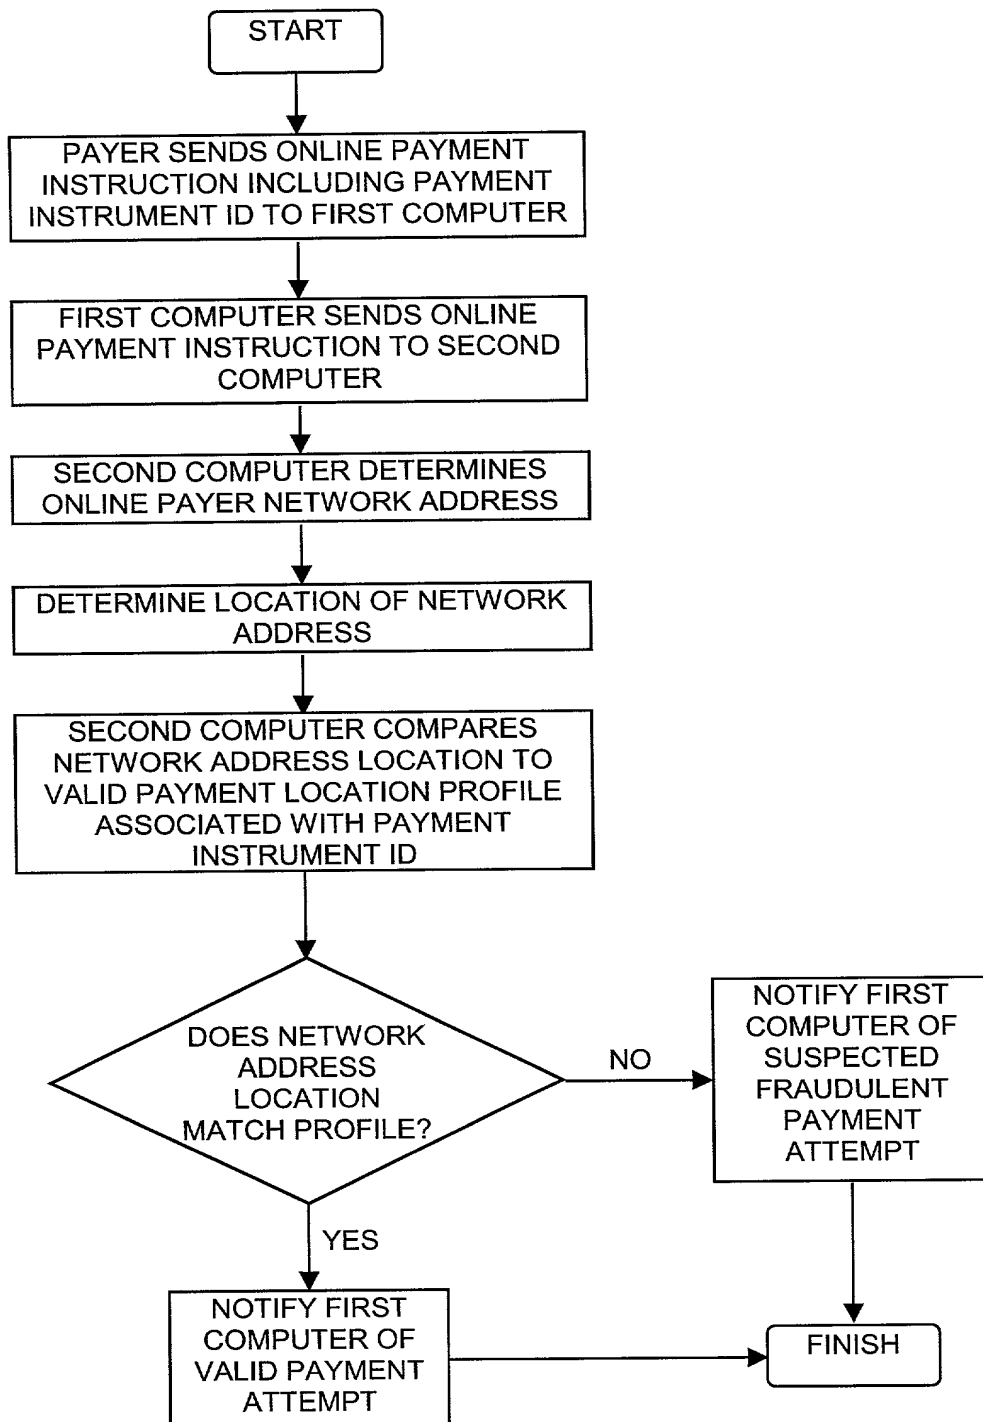 START
PAYER SENDS ONLINE PAYMENT
INSTRUCTION INCLUDING PAYMENT
INSTRUMENT ID TO FIRST COMPUTER
FIRST COMPUTER SENDS ONLINE
PAYMENT INSTRUCTION TO SECOND
COMPUTER
SECOND COMPUTER DETERMINES
ONLINE PAYER NETWORK ADDRESS
DETERMINE LOCATION OF NETWORK
ADDRESS
SECOND COMPUTER COMPARES
NETWORK ADDRESS LOCATION TO
VALID PAYMENT LOCATION PROFILE
ASSOCIATED WITH PAYMENT
INSTRUMENT ID
DOES NETWORK
ADDRESS
LOCATION
MATCH PROFILE?
NO
NOTIFY FIRST
COMPUTER OF
SUSPECTED
FRAUDULENT
PAYMENT
ATTEMPT
YES
NOTIFY FIRST
COMPUTER OF
VALID PAYMENT
ATTEMPT
FINISH